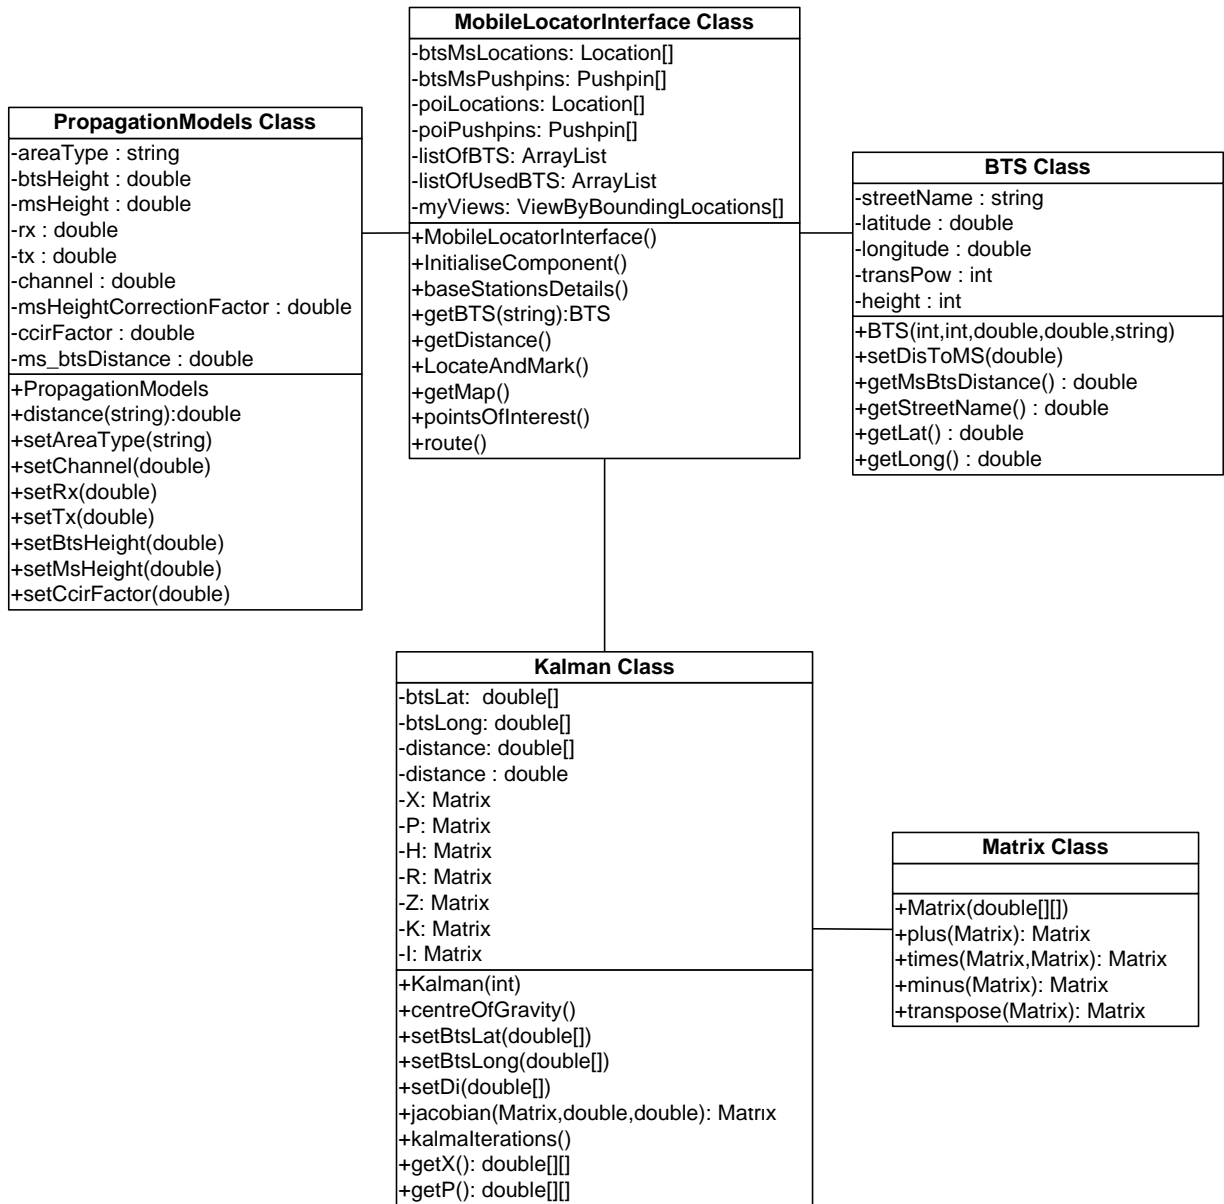 MobileLocatorInterface Class
-btsMsLocations: Location[]
-btsMsPushpins: Pushpin[]
-poiLocations: Location[]
-poiPushpins: Pushpin[]
-listOfBTS: ArrayList
-listOfUsedBTS: ArrayList
-myViews: ViewByBoundingLocations[]
+MobileLocatorInterface()
+InitialiseComponent()
+baseStationsDetails()
+getBTS(string):BTS
+getDistance()
+LocateAndMark()
+getMap()
+pointsOfInterest()
+route()
PropagationModels Class
-areaType : string
-btsHeight : double
-msHeight : double
-rx : double
-tx : double
-channel : double
-msHeightCorrectionFactor : double
-ccirFactor : double
-ms_btsDistance : double
+PropagationModels
+distance(string):double
+setAreaType(string)
+setChannel(double)
+setRx(double)
+setTx(double)
+setBtsHeight(double)
+setMsHeight(double)
+setCcirFactor(double)
BTS Class
-streetName : string
-latitude : double
-longitude : double
-transPow : int
-height : int
+BTS(int,int,double,double,string)
+setDisToMS(double)
+getMsBtsDistance() : double
+getStreetName() : double
+getLat() : double
+getLong() : double
Kalman Class
-btsLat: double[]
-btsLong: double[]
-distance: double[]
-distance : double
-X: Matrix
-P: Matrix
-H: Matrix
-R: Matrix
-Z: Matrix
-K: Matrix
-I: Matrix
+Kalman(int)
+centreOfGravity()
+setBtsLat(double[])
+setBtsLong(double[])
+setDi(double[])
+jacobian(Matrix,double,double): Matrix
+kalmaIterations()
+getX(): double[][]
+getP(): double[][]
Matrix Class
+Matrix(double[][])
+plus(Matrix): Matrix
+times(Matrix,Matrix): Matrix
+minus(Matrix): Matrix
+transpose(Matrix): Matrix